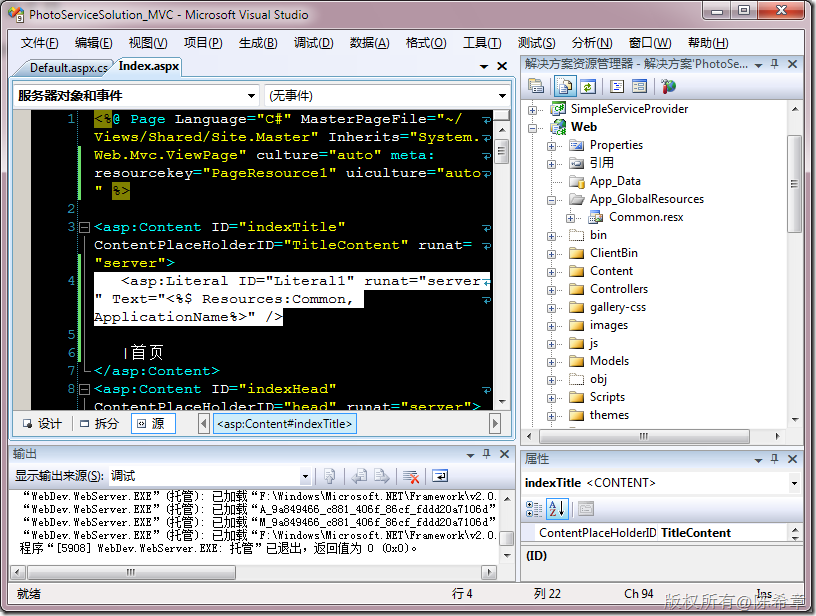 PhotoServiceSolution_MVC - Microsoft Visual Studio
文件(F) 编辑(E) 视图(V) 项目(P) 生成(B) 调试(D) 数据(A) 格式(O) 工具(T) 测试(S) 分析(N) 窗口(W) 帮助(H)
Default.aspx.cs Index.aspx
服务器对象和事件 (无事件)
1 <%@ Page Language="C#" MasterPageFile="~/
Views/Shared/Site.Master" Inherits="System.
Web.Mvc.ViewPage" culture="auto" meta:
resourcekey="PageResource1" uiculture="auto
" %>
2
3 <asp:Content ID="indexTitle"
ContentPlaceHolderID="TitleContent" runat=
"server">
4 <asp:Literal ID="Literal1" runat="server
" Text="<%$ Resources:Common,
ApplicationName%>" />
5
6 |首页
7 </asp:Content>
8 <asp:Content ID="indexHead"
ContentPlaceHolderID="head" runat="server">
设计 拆分 源 <asp:Content#indexTitle>
解决方案资源管理器 - 解决方案'PhotoSe...
SimpleServiceProvider
Web
Properties
引用
App_Data
App_GlobalResources
Common.resx
bin
ClientBin
Content
Controllers
gallery-css
images
js
Models
obj
Scripts
themes
输出
显示输出来源(S): 调试
“WebDev.WebServer.EXE”(托管): 已加载“F:\Windows\Microsoft.NET\Framework\v2.0.
“WebDev.WebServer.EXE”(托管): 已加载“A_9a849466_c881_406f_86cf_fddd20a7106d”
“WebDev.WebServer.EXE”(托管): 已加载“M_9a849466_c881_406f_86cf_fddd20a7106d”
“WebDev.WebServer.EXE”(托管): 已加载“F:\Windows\Microsoft.NET\Framework\v2.0.
程序“[5908] WebDev.WebServer.EXE: 托管”已退出，返回值为 0 (0x0)。
属性
indexTitle <CONTENT>
ContentPlaceHolderID TitleContent
(ID)
就绪 行 4 列 22 Ch 94 Ins
版权所有@陈希章